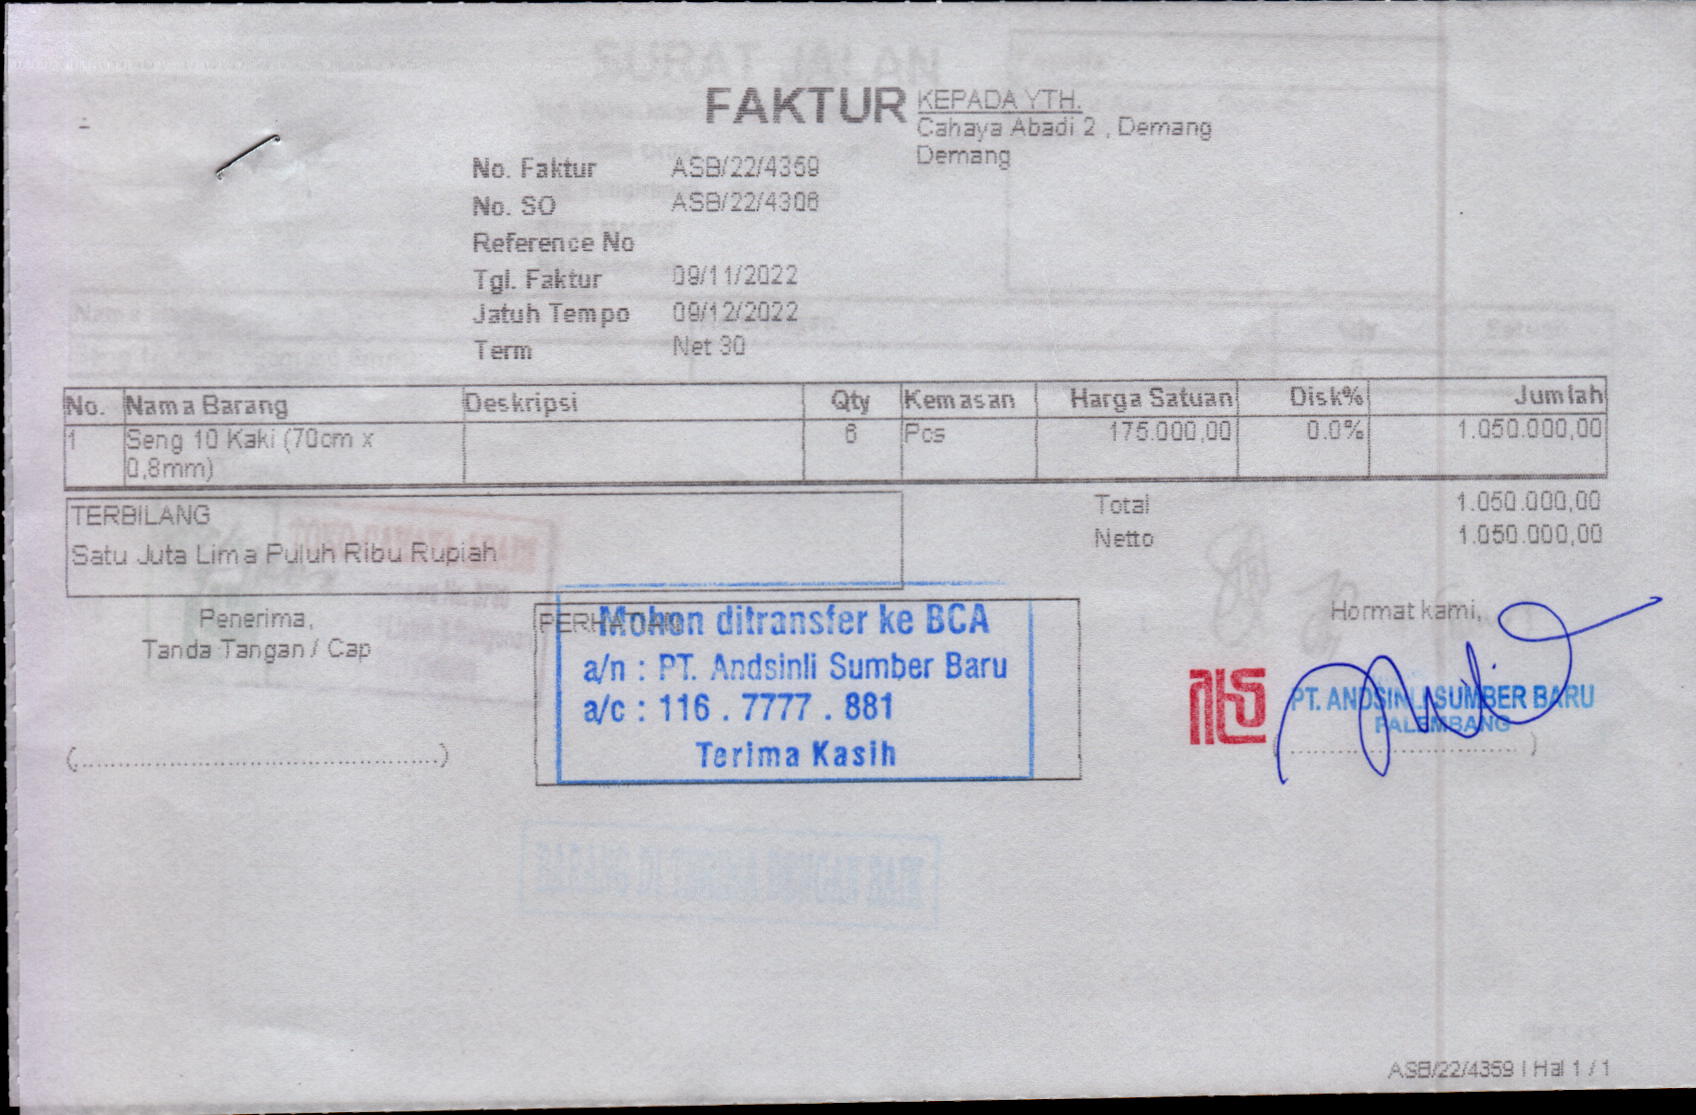 FAKTUR
KEPADA YTH.
Cahaya Abadi 2 , Demang
Demang
No. Faktur ASB/22/4359
No. SO ASB/22/4306
Reference No
Tgl. Faktur 09/11/2022
Jatuh Tempo 09/12/2022
Term Net 30
No. Nama Barang Deskripsi Qty Kemasan Harga Satuan Disk% Jumlah
1 Seng 10 Kaki (70cm x 6 Pcs 175.000,00 0.0% 1.050.000,00
0,8mm)
TERBILANG
Satu Juta Lima Puluh Ribu Rupiah
Total 1.050.000,00
Netto 1.050.000,00
Penerima,
Tanda Tangan / Cap
(................................................)
PERHATIAN
Mohon ditransfer ke BCA
a/n : PT. Andsinli Sumber Baru
a/c : 116 . 7777 . 881
Terima Kasih
Hormat kami,
PT. ANDSINLI SUMBER BARU
PALEMBANG
(................................)
ASB/22/4359 | Hal 1 / 1